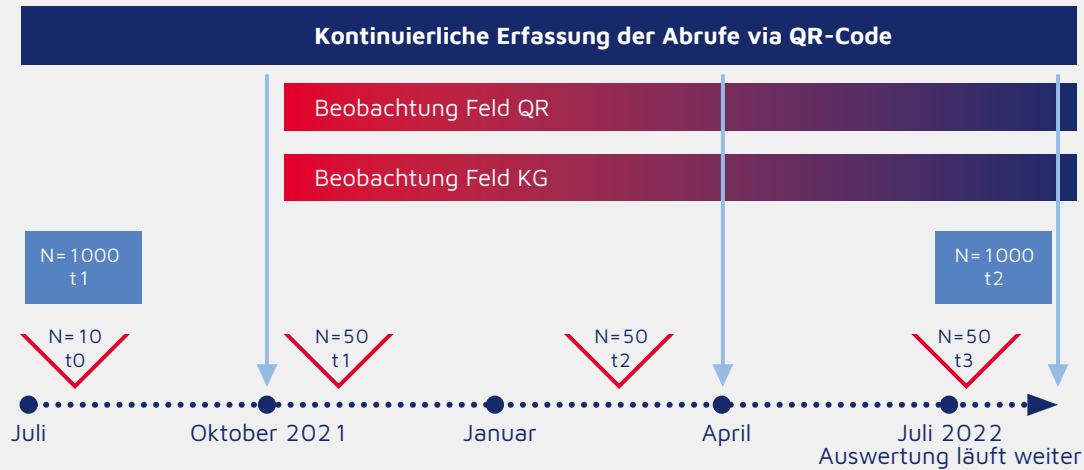 Kontinuierliche Erfassung der Abrufe via QR-Code
Beobachtung Feld QR
Beobachtung Feld KG
N=1000
t1
N=1000
t2
N=10
t0
N=50
t1
N=50
t2
N=50
t3
Juli
Oktober 2021
Januar
April
Juli 2022
Auswertung läuft weiter